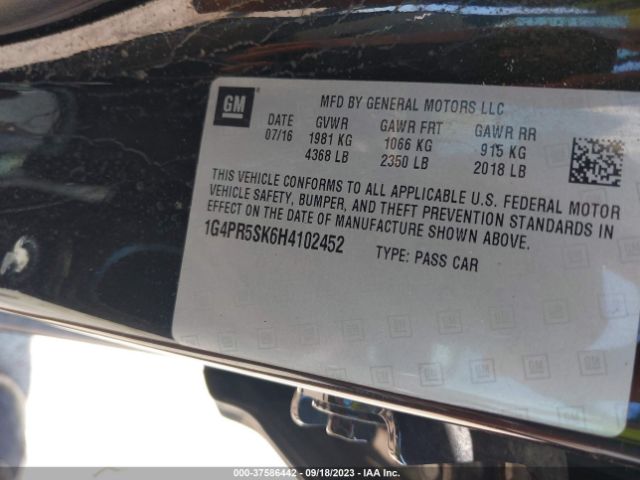 GM
MFD BY GENERAL MOTORS LLC
DATE GVWR GAWR FRT GAWR RR
07/16 1981 KG 1066 KG 915 KG
4368 LB 2350 LB 2018 LB
THIS VEHICLE CONFORMS TO ALL APPLICABLE U.S. FEDERAL MOTOR
VEHICLE SAFETY, BUMPER, AND THEFT PREVENTION STANDARDS IN
EFFECT ON THE DATE OF MANUFACTURE SHOWN ABOVE.
1G4PR5SK6H4102452 TYPE: PASS CAR
000-37586442 - 09/18/2023 - IAA Inc.